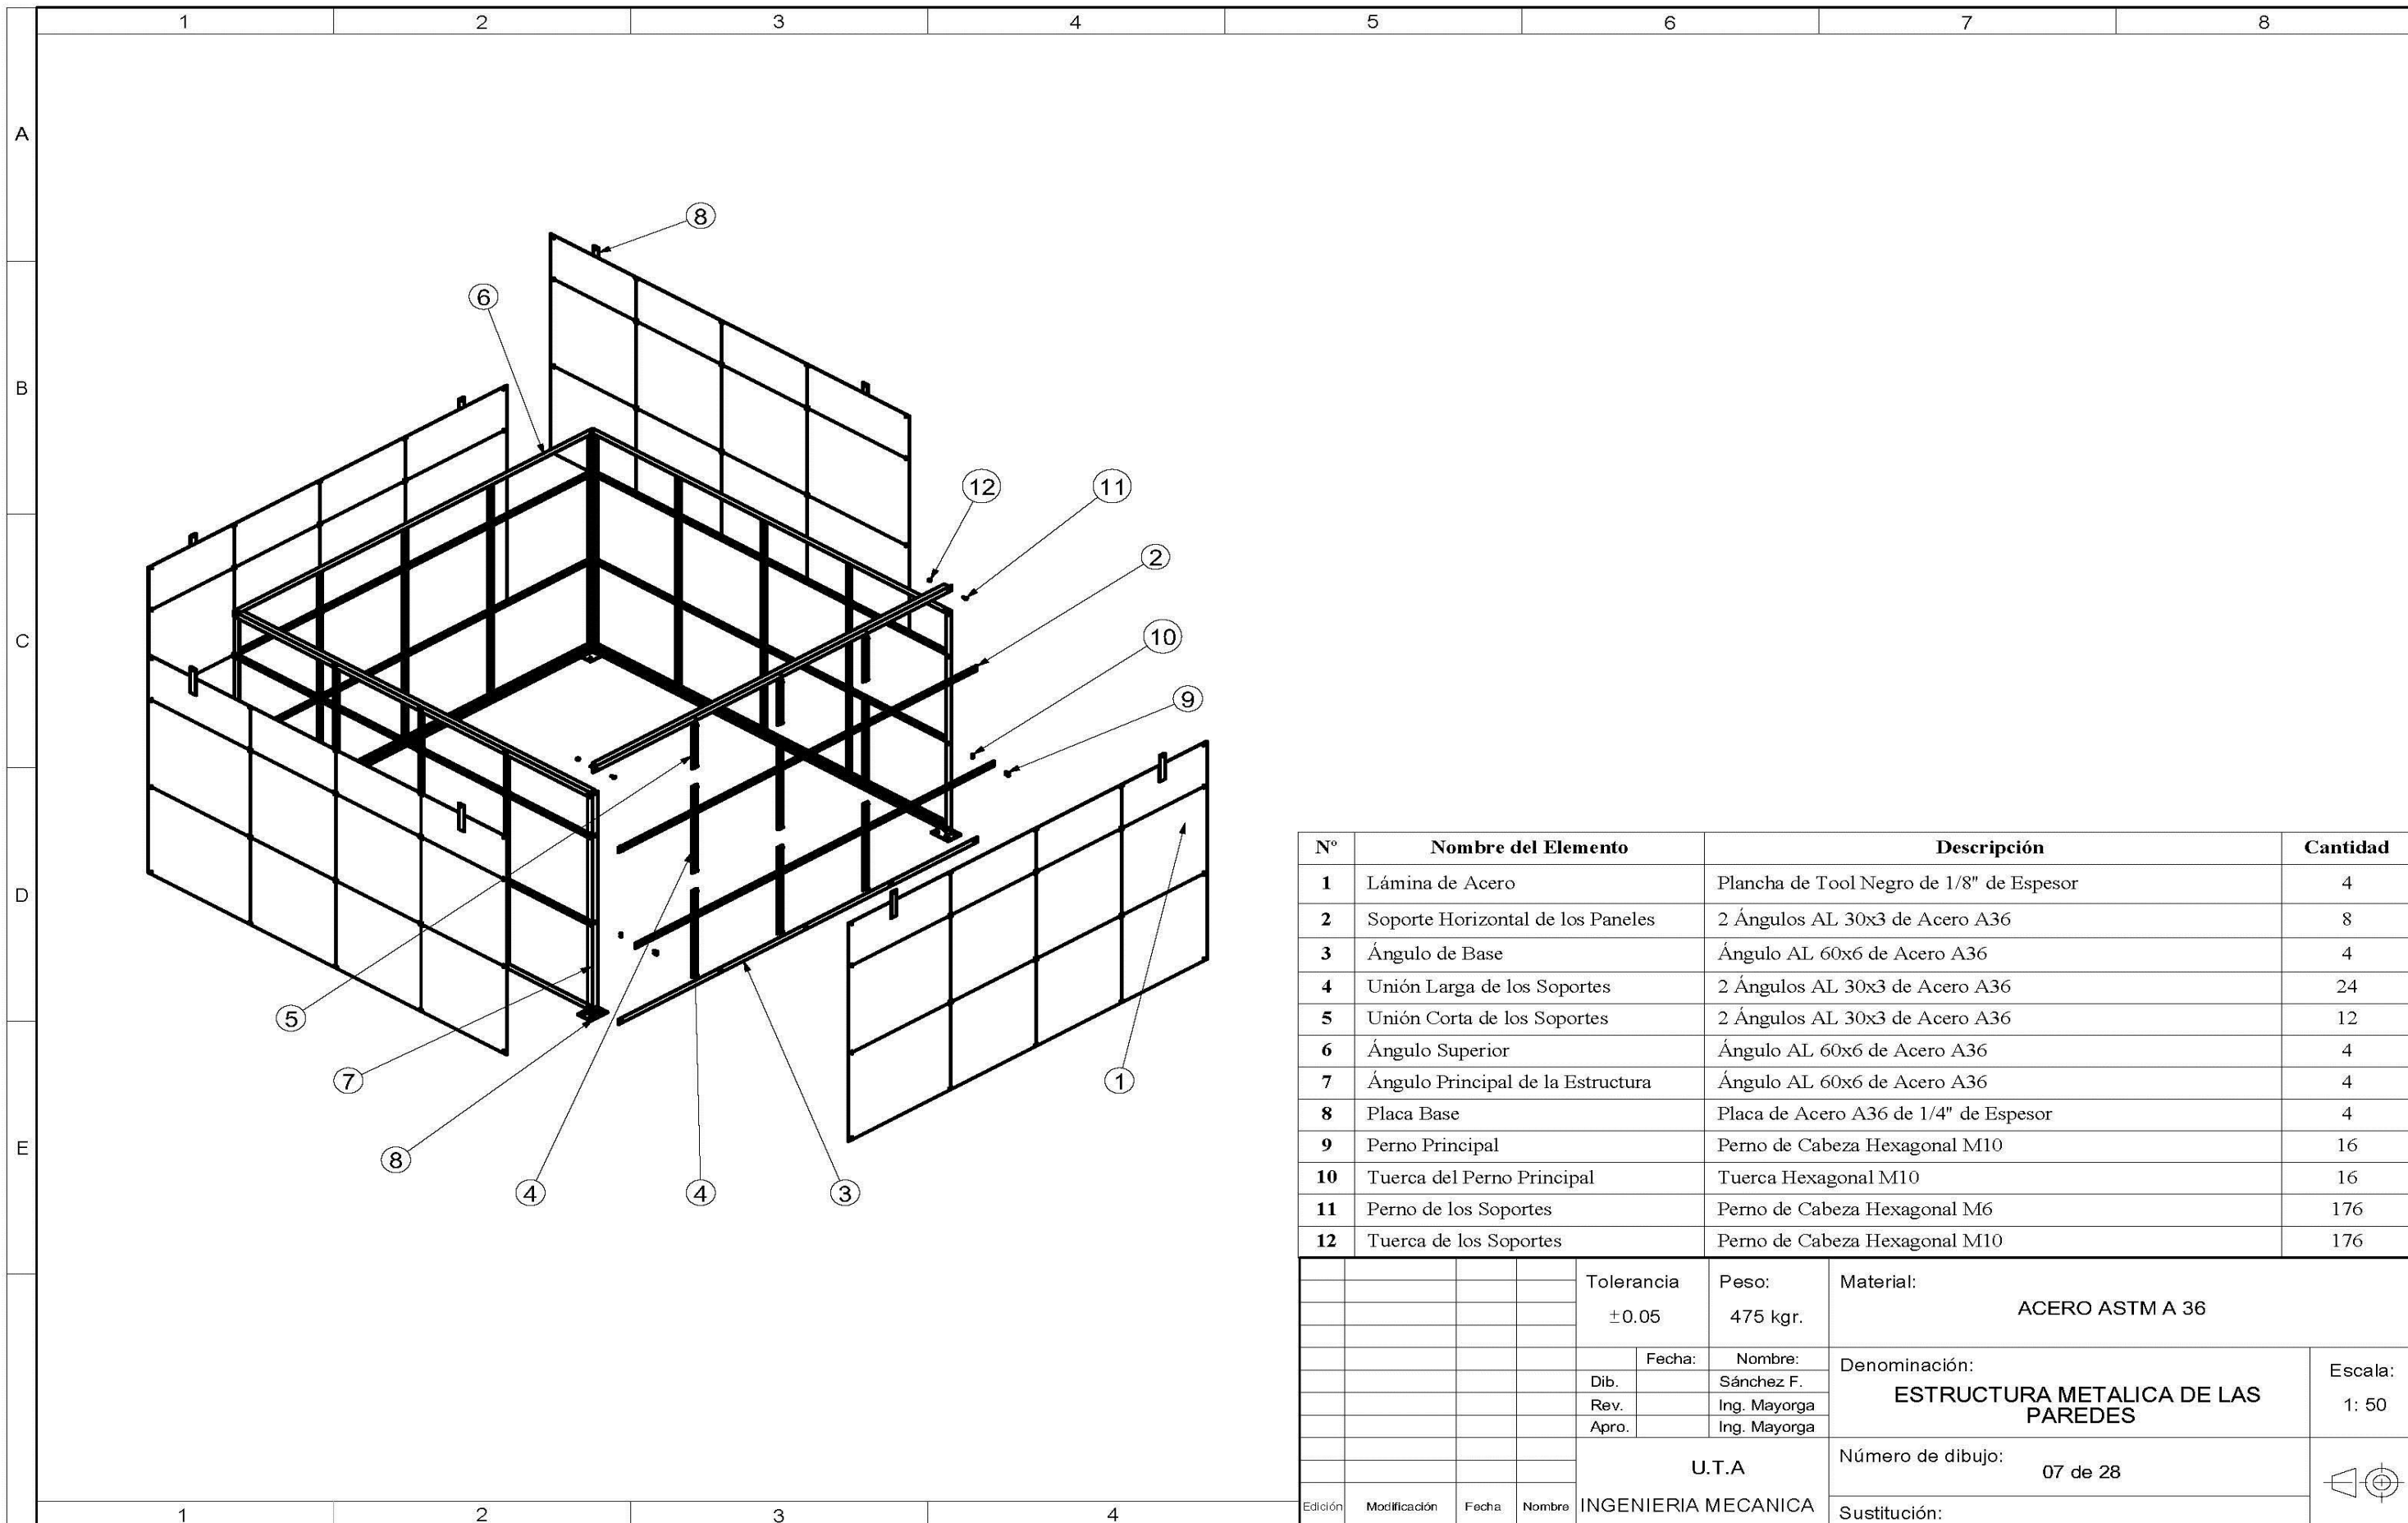 1 2 3 4 5 6 7 8
A
B
C
D
E
8
6
12
11
2
10
9
5
7
1
8
4
4
3
Nº Nombre del Elemento Descripción Cantidad
1 Lámina de Acero Plancha de Tool Negro de 1/8" de Espesor 4
2 Soporte Horizontal de los Paneles 2 Ángulos AL 30x3 de Acero A36 8
3 Ángulo de Base Ángulo AL 60x6 de Acero A36 4
4 Unión Larga de los Soportes 2 Ángulos AL 30x3 de Acero A36 24
5 Unión Corta de los Soportes 2 Ángulos AL 30x3 de Acero A36 12
6 Ángulo Superior Ángulo AL 60x6 de Acero A36 4
7 Ángulo Principal de la Estructura Ángulo AL 60x6 de Acero A36 4
8 Placa Base Placa de Acero A36 de 1/4" de Espesor 4
9 Perno Principal Perno de Cabeza Hexagonal M10 16
10 Tuerca del Perno Principal Tuerca Hexagonal M10 16
11 Perno de los Soportes Perno de Cabeza Hexagonal M6 176
12 Tuerca de los Soportes Perno de Cabeza Hexagonal M10 176
Tolerancia Peso: Material:
±0.05 475 kgr. ACERO ASTM A 36
Fecha: Nombre:
Dib. Sánchez F.
Rev. Ing. Mayorga
Apro. Ing. Mayorga
Denominación:
ESTRUCTURA METALICA DE LAS
PAREDES
Escala:
1: 50
U.T.A
INGENIERIA MECANICA
Número de dibujo:
07 de 28
Sustitución:
Edición Modificación Fecha Nombre
1 2 3 4